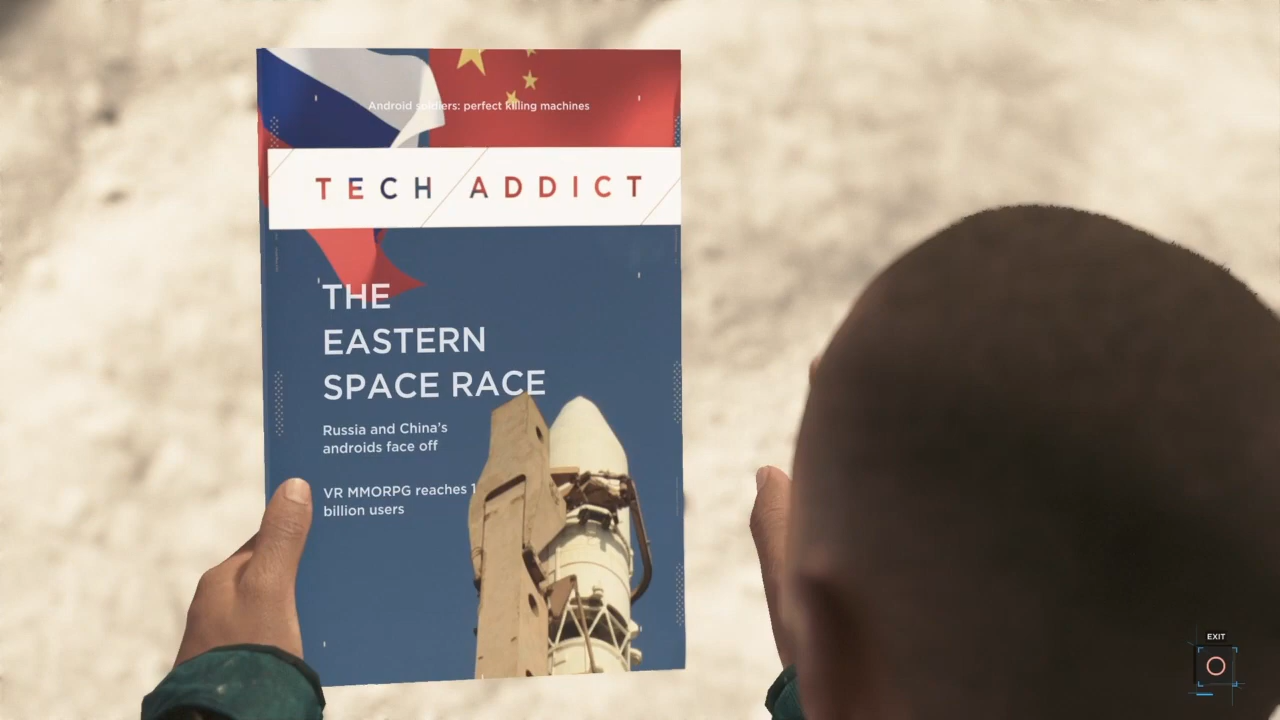 Android soldiers: perfect killing machines
TECH ADDICT
THE
EASTERN
SPACE RACE
Russia and China's
androids face off
VR MMORPG reaches 1
billion users
EXIT